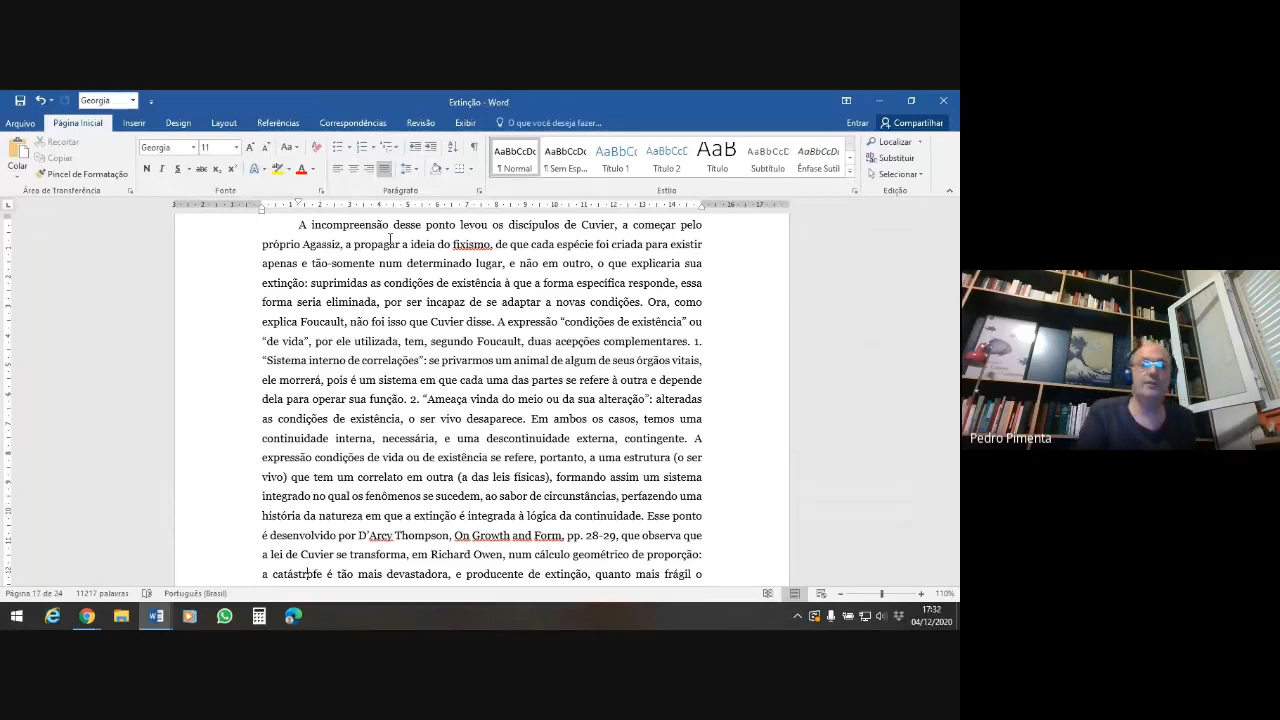 Georgia
Extinção - Word
Arquivo Página Inicial Inserir Design Layout Referências Correspondências Revisão Exibir O que você deseja fazer... Entrar Compartilhar
Colar
Recortar
Copiar
Pincel de Formatação
Área de Transferência
Georgia 11
N I S abc
Fonte
Parágrafo
AaBbCcDc AaBbCcDc AaBbCc AaBbCcD AaB AaBbCcD AaBbCcDc
¶ Normal ¶ Sem Esp... Título 1 Título 2 Título Subtítulo Ênfase Sutil
Estilo
Localizar
Substituir
Selecionar
Edição
A incompreensão desse ponto levou os discípulos de Cuvier, a começar pelo
próprio Agassiz, a propagar a ideia do fixismo, de que cada espécie foi criada para existir
apenas e tão-somente num determinado lugar, e não em outro, o que explicaria sua
extinção: suprimidas as condições de existência à que a forma específica responde, essa
forma seria eliminada, por ser incapaz de se adaptar a novas condições. Ora, como
explica Foucault, não foi isso que Cuvier disse. A expressão “condições de existência” ou
“de vida”, por ele utilizada, tem, segundo Foucault, duas acepções complementares. 1.
“Sistema interno de correlações”: se privarmos um animal de algum de seus órgãos vitais,
ele morrerá, pois é um sistema em que cada uma das partes se refere à outra e depende
dela para operar sua função. 2. “Ameaça vinda do meio ou da sua alteração”: alteradas
as condições de existência, o ser vivo desaparece. Em ambos os casos, temos uma
continuidade interna, necessária, e uma descontinuidade externa, contingente. A
expressão condições de vida ou de existência se refere, portanto, a uma estrutura (o ser
vivo) que tem um correlato em outra (a das leis físicas), formando assim um sistema
integrado no qual os fenômenos se sucedem, ao sabor de circunstâncias, perfazendo uma
história da natureza em que a extinção é integrada à lógica da continuidade. Esse ponto
é desenvolvido por D’Arcy Thompson, On Growth and Form, pp. 28-29, que observa que
a lei de Cuvier se transforma, em Richard Owen, num cálculo geométrico de proporção:
a catástrofe é tão mais devastadora, e producente de extinção, quanto mais frágil o
Página 17 de 24 11217 palavras Português (Brasil) 110%
17:32
04/12/2020
Pedro Pimenta